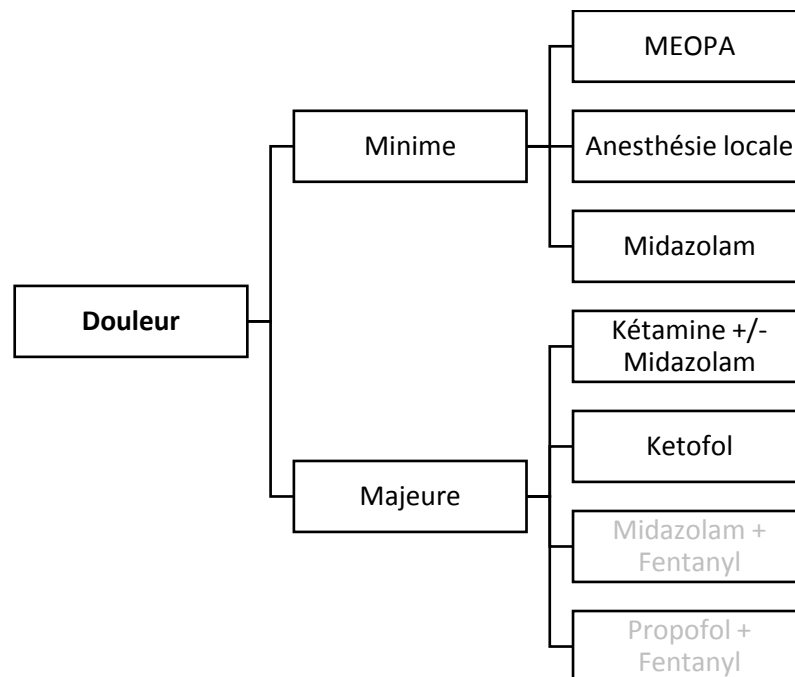 Douleur
Minime
MEOPA
Anesthésie locale
Midazolam
Majeure
Kétamine +/-
Midazolam
Ketofol
Midazolam +
Fentanyl
Propofol +
Fentanyl